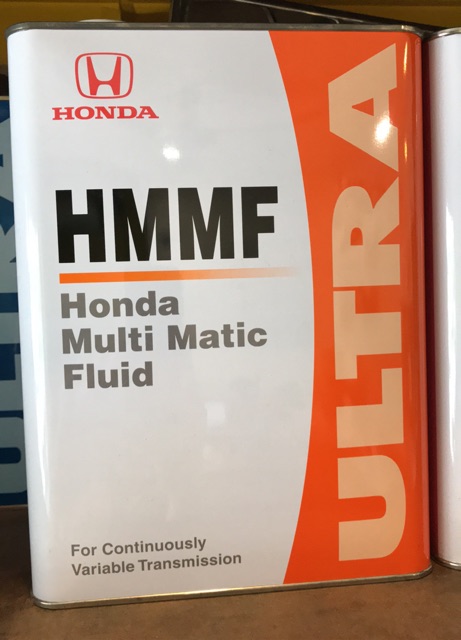 HONDA
HMMF
Honda
Multi Matic
Fluid
For Continuously
Variable Transmission
ULTRA